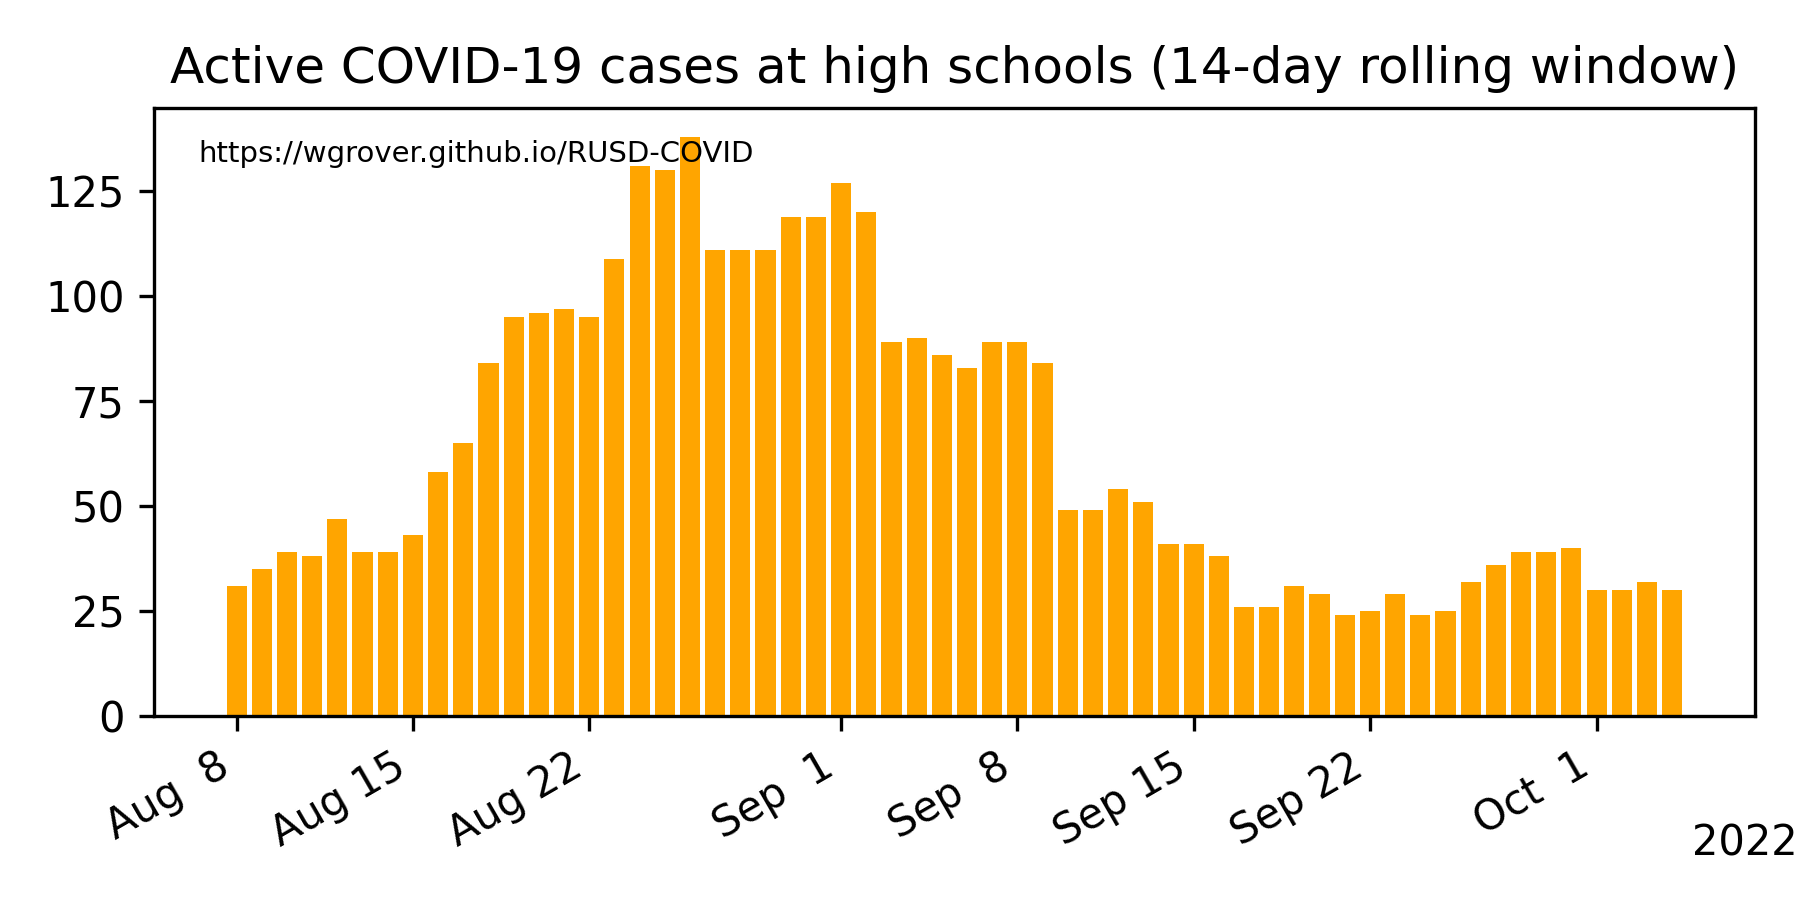 Active COVID-19 cases at high schools (14-day rolling window)
https://wgrover.github.io/RUSD-COVID
125
100
75
50
25
0
Aug 8
Aug 15
Aug 22
Sep 1
Sep 8
Sep 15
Sep 22
Oct 1
2022